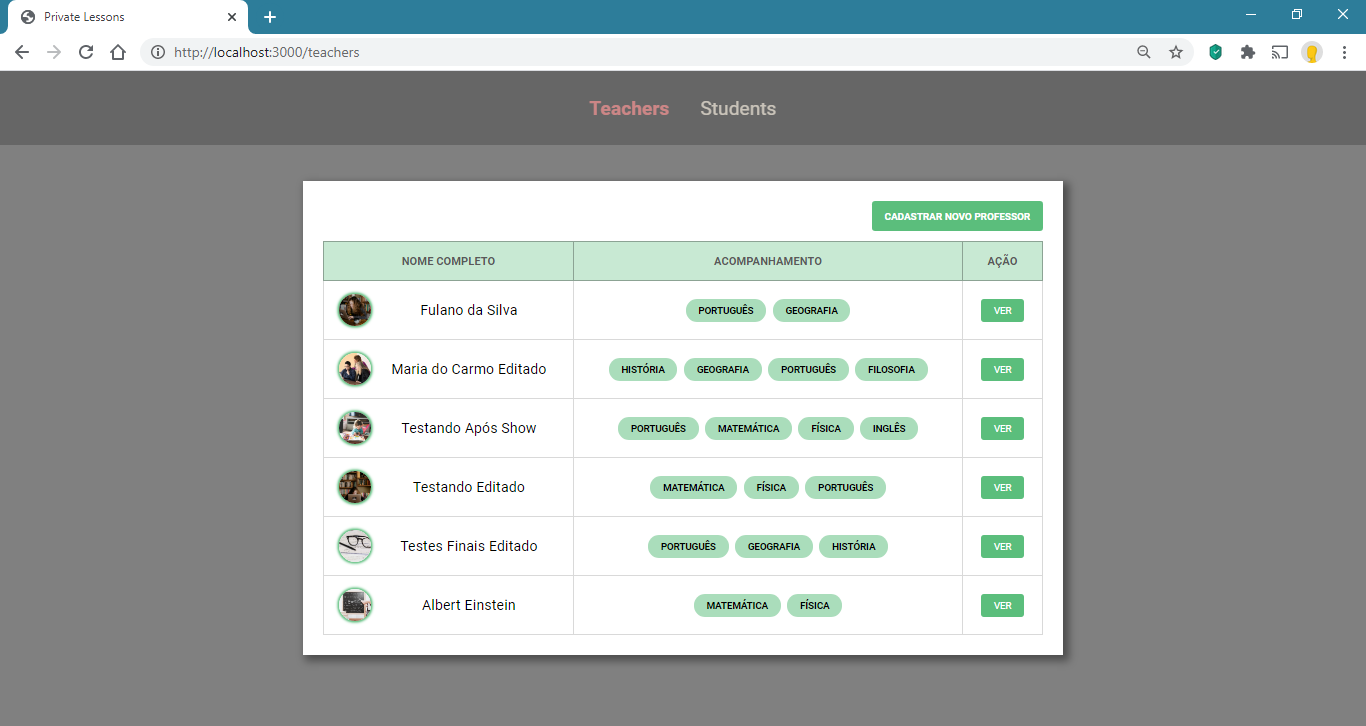 Private Lessons
http://localhost:3000/teachers
Teachers Students
CADASTRAR NOVO PROFESSOR
NOME COMPLETO ACOMPANHAMENTO AÇÃO
Fulano da Silva PORTUGUÊS GEOGRAFIA VER
Maria do Carmo Editado HISTÓRIA GEOGRAFIA PORTUGUÊS FILOSOFIA VER
Testando Após Show PORTUGUÊS MATEMÁTICA FÍSICA INGLÊS VER
Testando Editado MATEMÁTICA FÍSICA PORTUGUÊS VER
Testes Finais Editado PORTUGUÊS GEOGRAFIA HISTÓRIA VER
Albert Einstein MATEMÁTICA FÍSICA VER